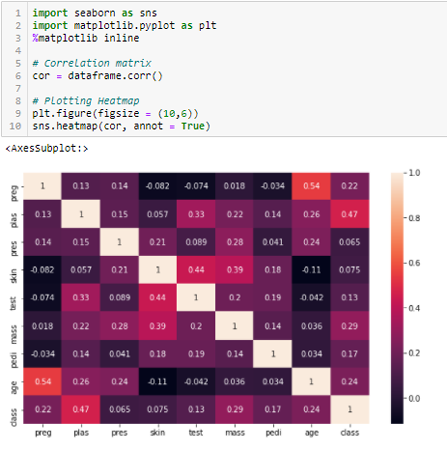 1 import seaborn as sns
2 import matplotlib.pyplot as plt
3 %matplotlib inline
4
5 # Correlation matrix
6 cor = dataframe.corr()
7
8 # Plotting Heatmap
9 plt.figure(figsize = (10,6))
10 sns.heatmap(cor, annot = True)
<AxesSubplot:>
preg 1 0.13 0.14 -0.082 -0.074 0.018 -0.034 0.54 0.22
plas 0.13 1 0.15 0.057 0.33 0.22 0.14 0.26 0.47
pres 0.14 0.15 1 0.21 0.089 0.28 0.041 0.24 0.065
skin -0.082 0.057 0.21 1 0.44 0.39 0.18 -0.11 0.075
test -0.074 0.33 0.089 0.44 1 0.2 0.19 -0.042 0.13
mass 0.018 0.22 0.28 0.39 0.2 1 0.14 0.036 0.29
pedi -0.034 0.14 0.041 0.18 0.19 0.14 1 0.034 0.17
age 0.54 0.26 0.24 -0.11 -0.042 0.036 0.034 1 0.24
class 0.22 0.47 0.065 0.075 0.13 0.29 0.17 0.24 1
preg plas pres skin test mass pedi age class
1.0
0.8
0.6
0.4
0.2
0.0